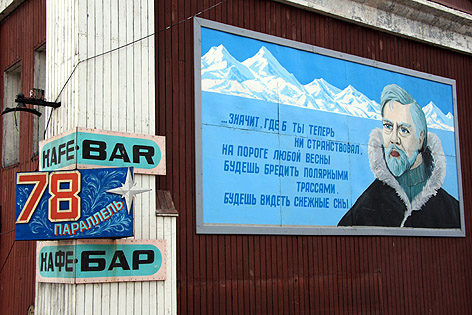 КАFЕ-BAR
78
ПАРАЛЛЕЛЬ
КАФЕ-БАР
...ЗНАЧИТ, ГДЕ Б ТЫ ТЕПЕРЬ
НИ СТРАНСТВОВАЛ,
НА ПОРОГЕ ЛЮБОЙ ВЕСНЫ
БУДЕШЬ БРЕДИТЬ ПОЛЯРНЫМИ
ТРАССАМИ.
БУДЕШЬ ВИДЕТЬ СНЕЖНЫЕ СНЫ.